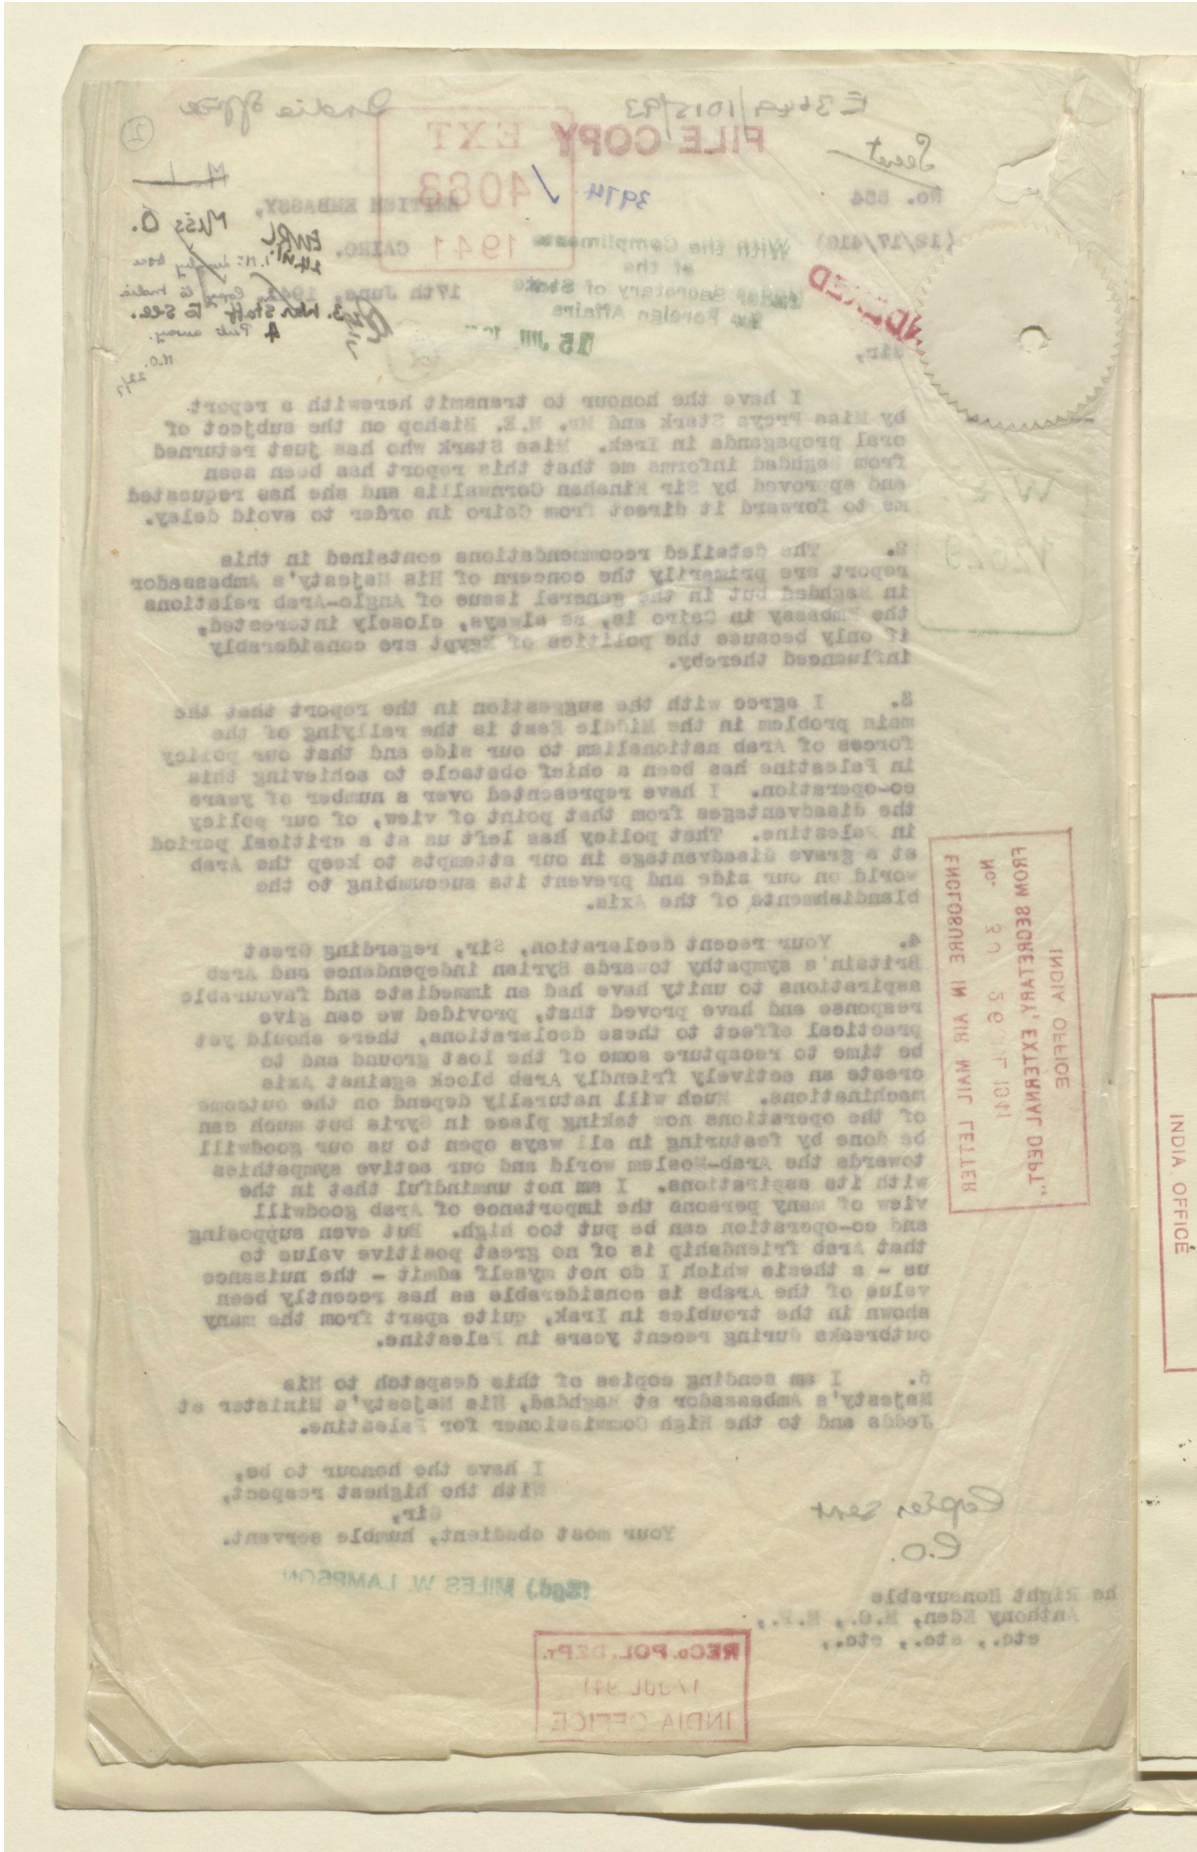 India Office
E 3649/1015/93
FILE COPY
EXT
4083
1941
Secret
No. 554
3974
BRITISH EMBASSY,
(12/17/41G)
CAIRO.
With the Compliments
of the
Under Secretary of State
for Foreign Affairs
17th June, 1941.
INDEXED
Miss O.
3. War Staff to see.
4 Put away.
Sir,
I have the honour to transmit herewith a report
by Miss Freya Stark and Mr. H.E. Bishop on the subject of
oral propaganda in Irak. Miss Stark who has just returned
from Baghdad informs me that this report has been seen
and approved by Sir Kinahan Cornwallis and she has requested
me to forward it direct from Cairo in order to avoid delay.
2. The detailed recommendations contained in this
report are primarily the concern of His Majesty's Ambassador
in Baghdad but in the general issue of Anglo-Arab relations
the Embassy in Cairo is, as always, closely interested,
if only because the politics of Egypt are considerably
influenced thereby.
3. I agree with the suggestion in the report that the
main problem in the Middle East is the rallying of the
forces of Arab nationalism to our side and that our policy
in Palestine has been a chief obstacle to achieving this
co-operation. I have represented over a number of years
the disadvantages from that point of view, of our policy
in Palestine. That policy has left us at a critical period
at a grave disadvantage in our attempts to keep the Arab
world on our side and prevent its succumbing to the
blandishments of the Axis.
4. Your recent declaration, Sir, regarding Great
Britain's sympathy towards Syrian independence and Arab
aspirations to unity have had an immediate and favourable
response and have proved that, provided we can give
practical effect to these declarations, there should yet
be time to recapture some of the lost ground and to
create an actively friendly Arab block against Axis
machinations. Much will naturally depend on the outcome
of the operations now taking place in Syria but much can
be done by featuring in all ways open to us our goodwill
towards the Arab-Moslem world and our active sympathies
with its aspirations. I am not unmindful that in the
view of many persons the importance of Arab goodwill
and co-operation can be put too high. But even supposing
that Arab friendship is of no great positive value to
us - a thesis which I do not myself admit - the nuisance
value of the Arabs is considerable as has recently been
shown in the troubles in Irak, quite apart from the many
outbreaks during recent years in Palestine.
5. I am sending copies of this despatch to His
Majesty's Ambassador at Baghdad, His Majesty's Minister at
Jedda and to the High Commissioner for Palestine.
I have the honour to be,
With the highest respect,
Sir,
Your most obedient, humble servant.
(Sgd.) MILES W. LAMPSON
Copies sent
C.O.
The Right Honourable
Anthony Eden, M.C., M.P.,
etc., etc., etc.,
RECD. POL. DEPT.
17 JUL 1941
INDIA OFFICE
ENCLOSURE IN AIR MAIL LETTER
NO. 30
FROM SECRETARY, EXTERNAL DEPT.,
INDIA OFFICE
INDIA OFFICE